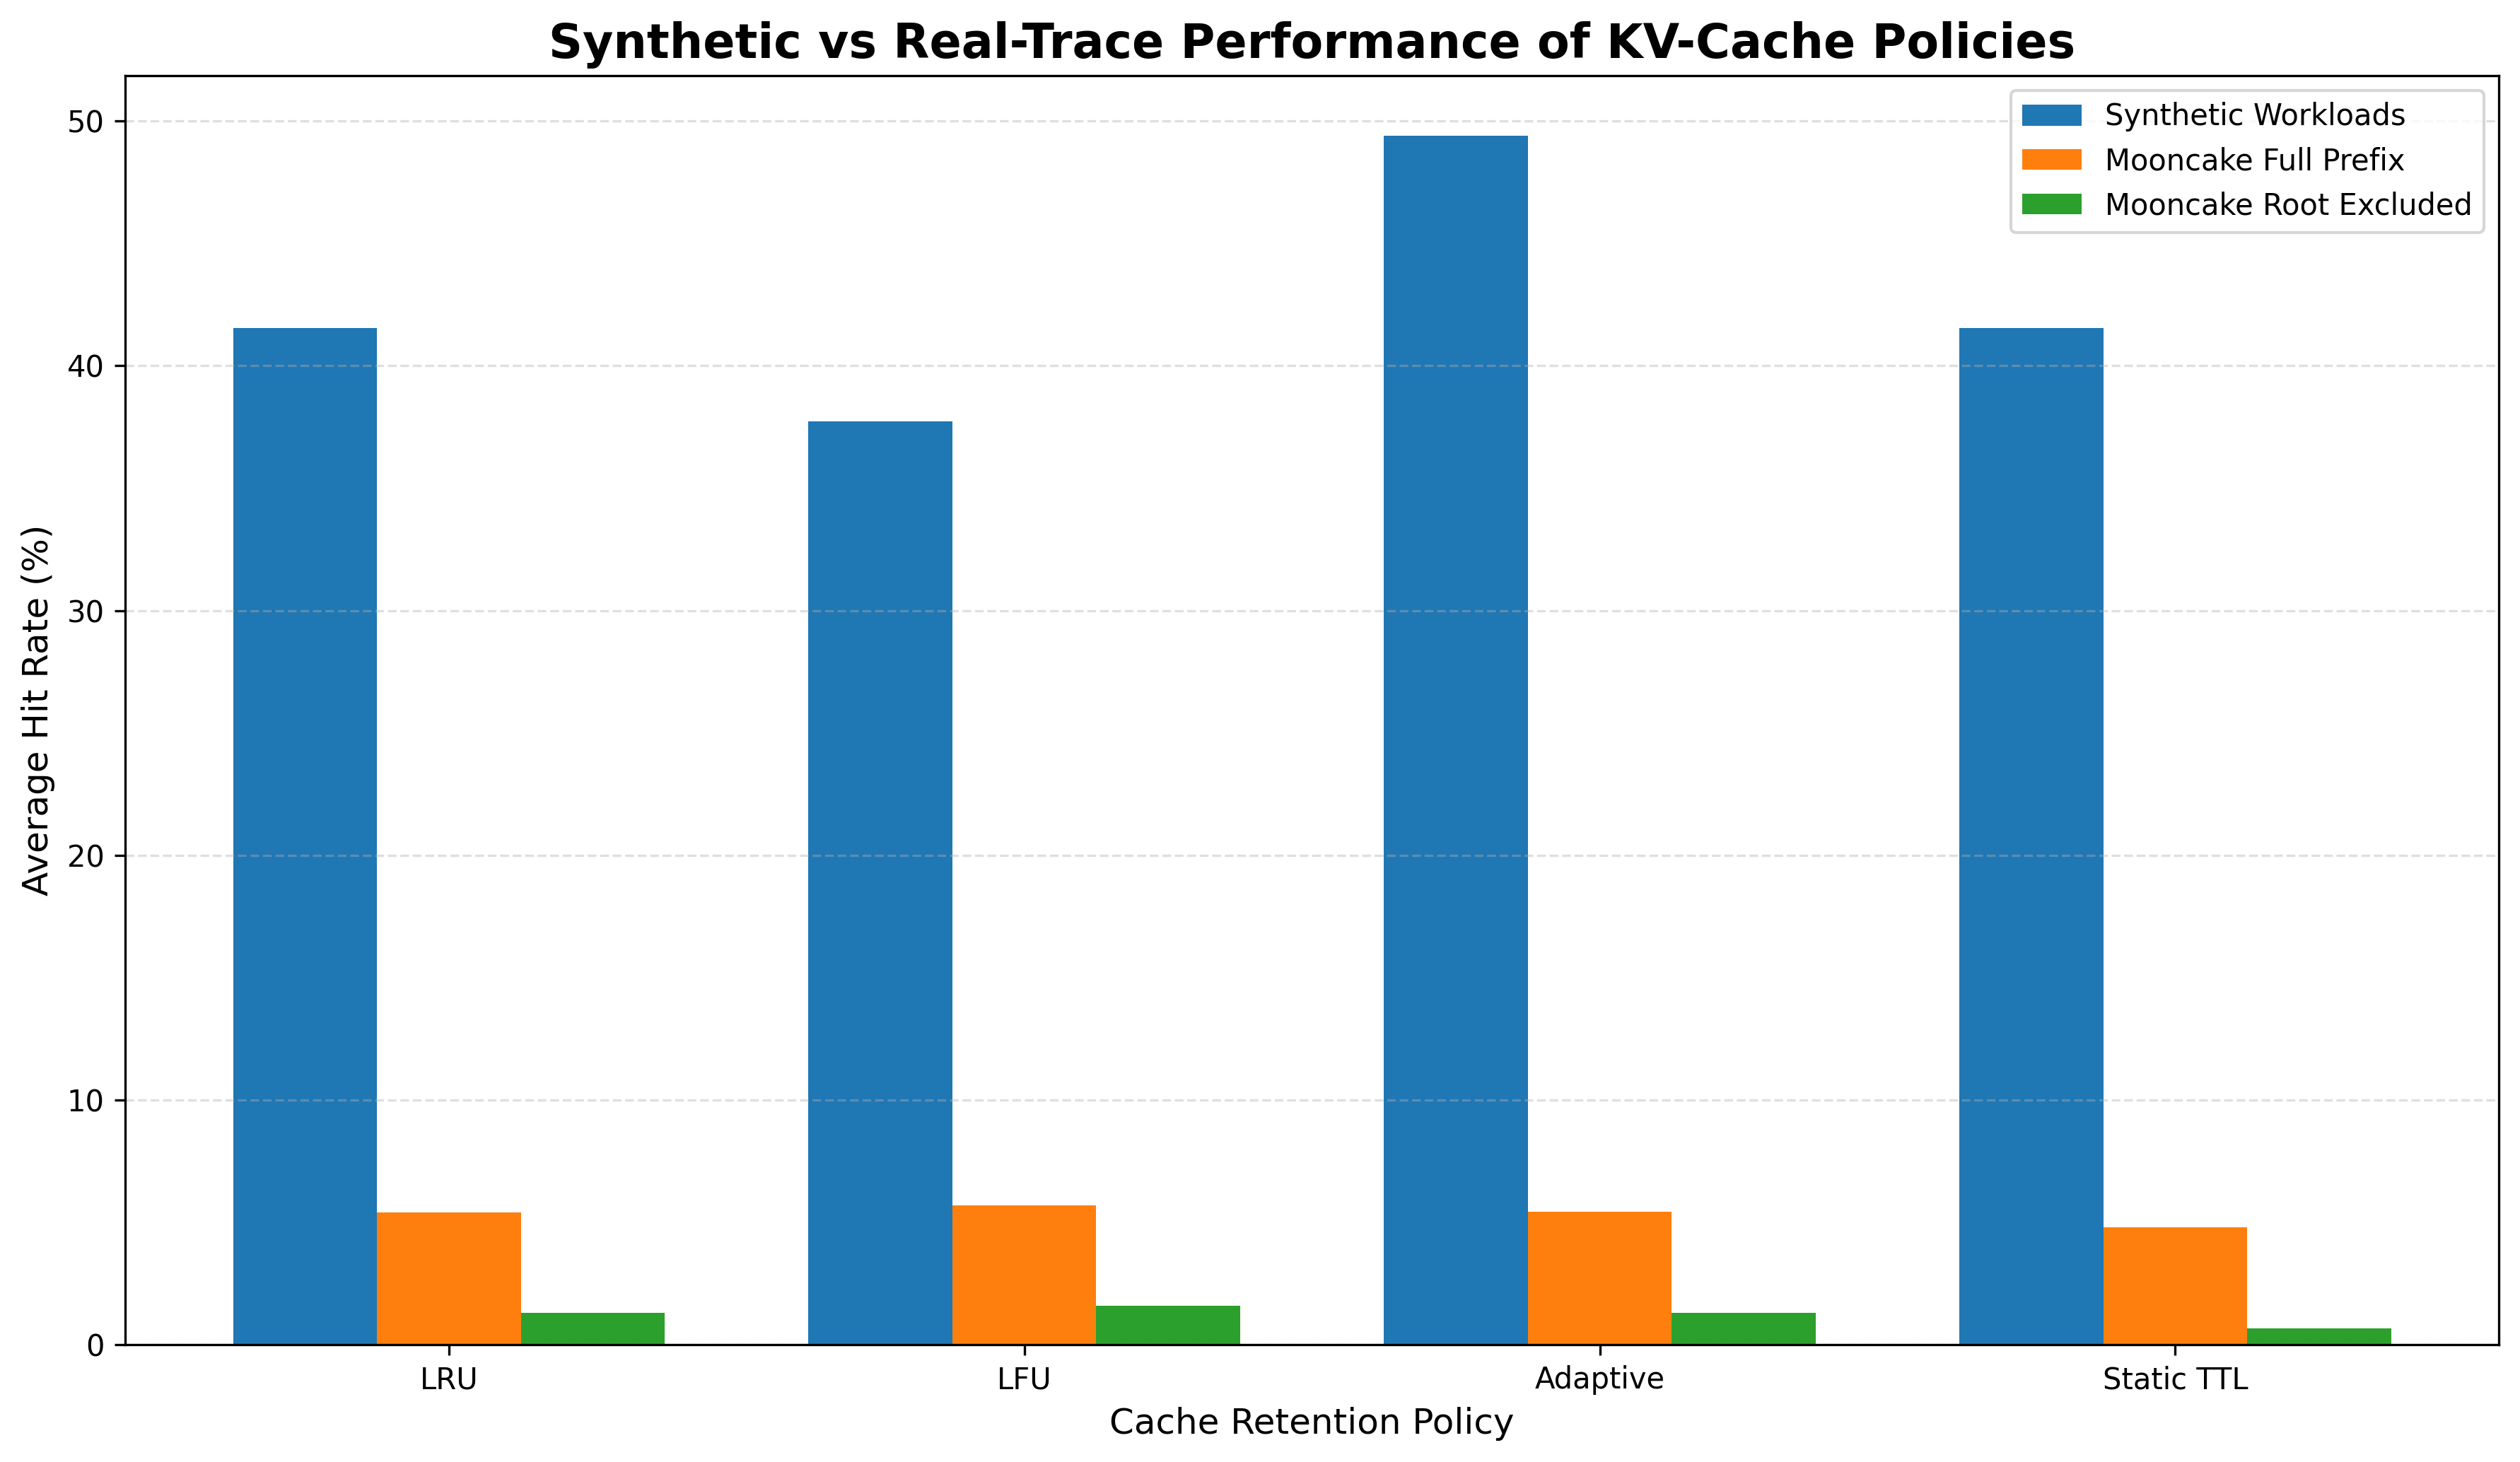 Synthetic vs Real-Trace Performance of KV-Cache Policies
Synthetic Workloads
Mooncake Full Prefix
Mooncake Root Excluded
Average Hit Rate (%)
50
40
30
20
10
0
LRU
LFU
Adaptive
Static TTL
Cache Retention Policy